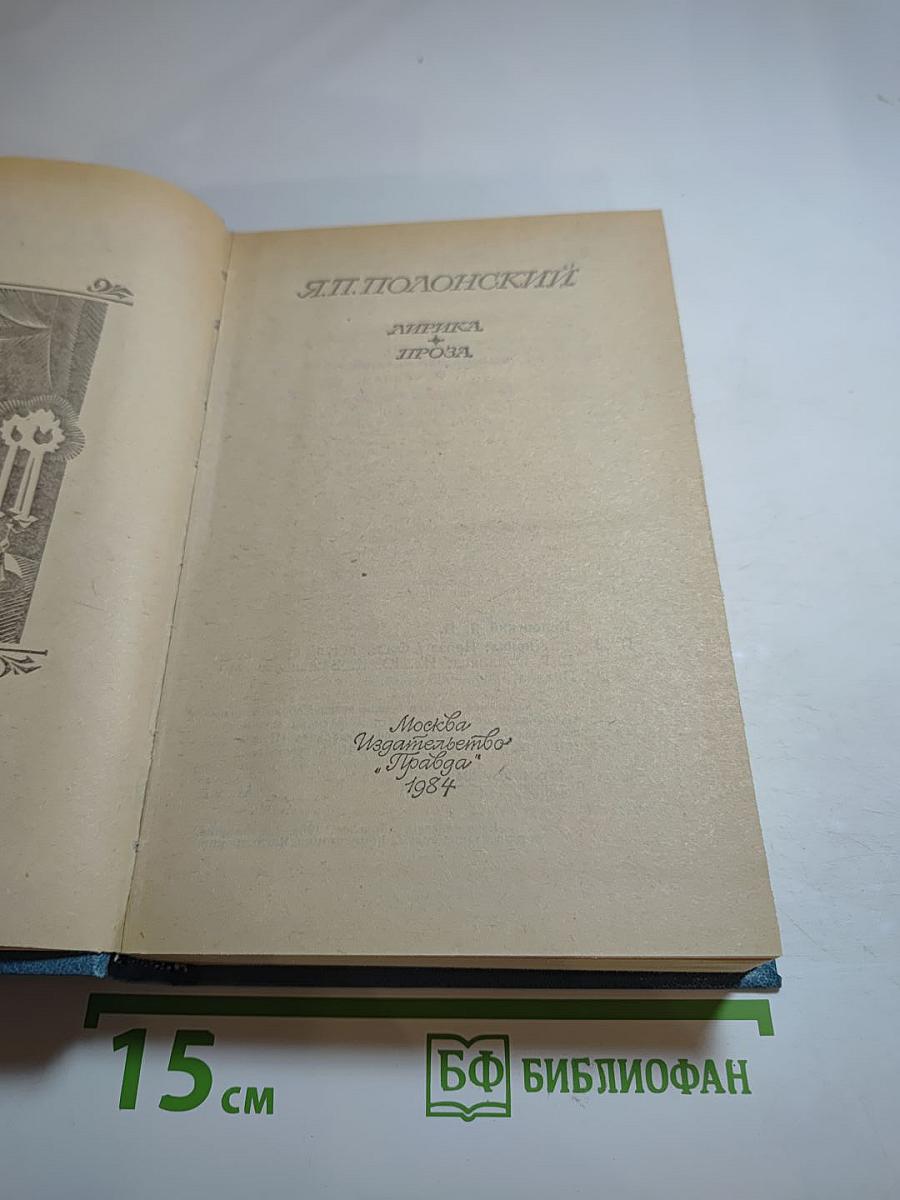 Я.П.ПОЛОНСКИЙ
ЛИРИКА
ПРОЗА
Москва
Издательство
„Правда"
1984
15 см
БФ БИБЛИОФАН